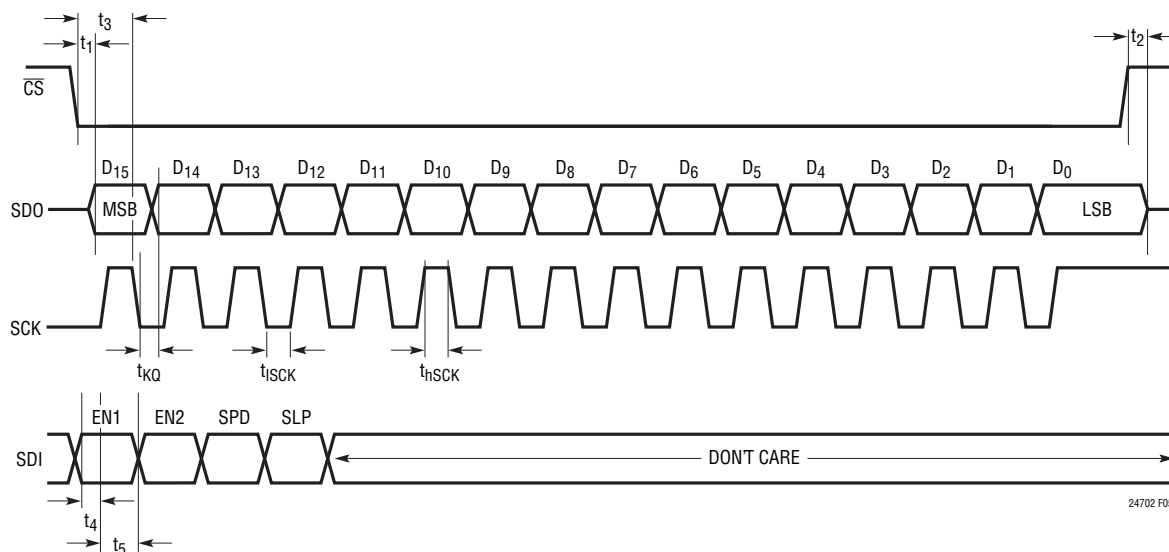 t3
t1
t2
CS
D15 D14 D13 D12 D11 D10 D9 D8 D7 D6 D5 D4 D3 D2 D1 D0
SDO MSB LSB
SCK
tKQ tlSCK thSCK
EN1 EN2 SPD SLP
SDI DON'T CARE
24702 F05
t4
t5